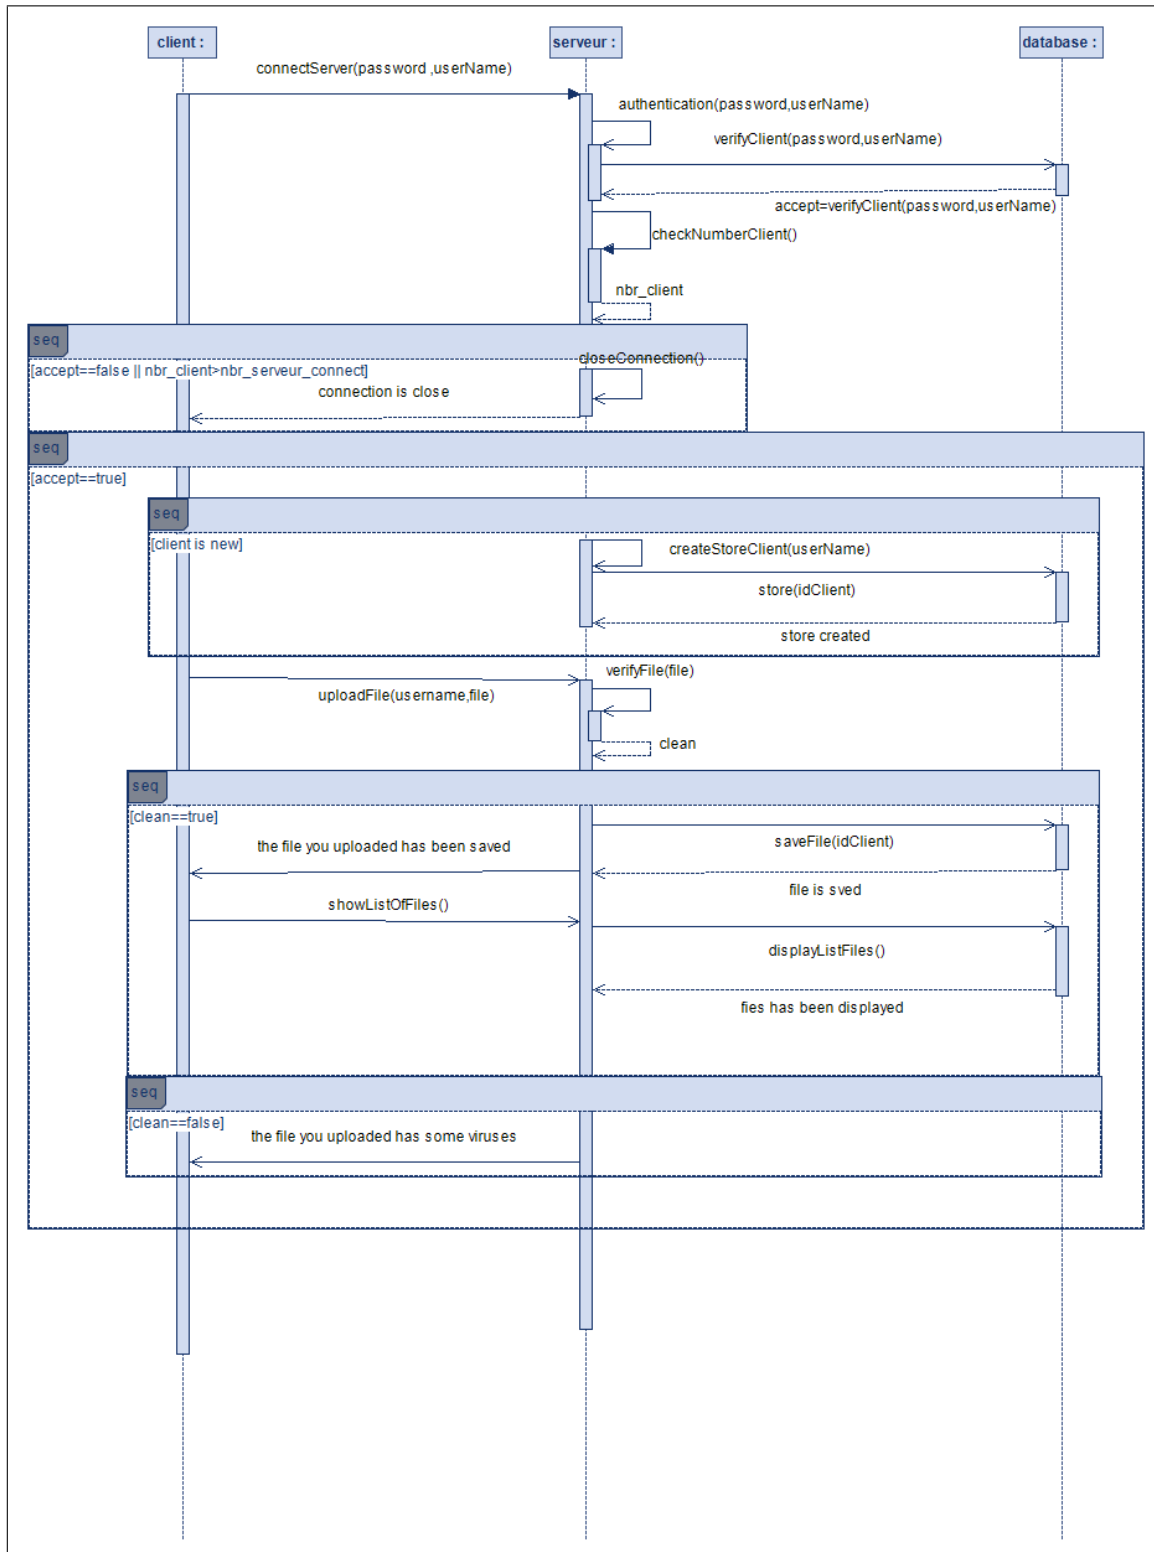 client :
serveur :
database :
connectServer(password ,userName)
authentication(password,userName)
verifyClient(password,userName)
accept=verifyClient(password,userName)
checkNumberClient()
nbr_client
seq
closeConnection()
[accept==false || nbr_client>nbr_serveur_connect]
connection is close
seq
[accept==true]
seq
[client is new]
createStoreClient(userName)
store(idClient)
store created
verifyFile(file)
uploadFile(username,file)
clean
seq
[clean==true]
saveFile(idClient)
the file you uploaded has been saved
file is sved
showListOfFiles()
displayListFiles()
fies has been displayed
seq
[clean==false]
the file you uploaded has some viruses